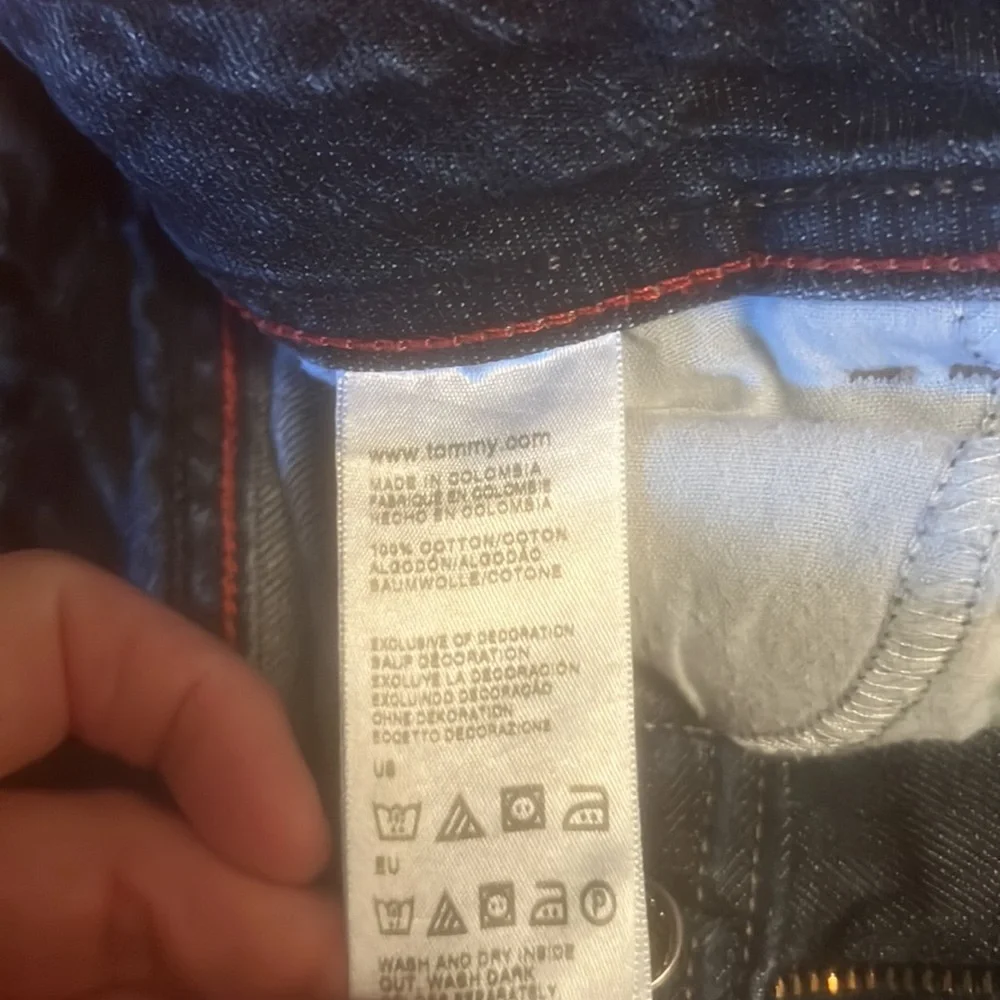 www.tommy.com
MADE IN COLOMBIA
FABRIQUÉ EN COLOMBIE
HECHO EN COLOMBIA
100% COTTON/COTON
ALGODÓN/ALGODÃO
BAUMWOLLE/COTONE
EXCLUSIVE OF DECORATION
SAUF DÉCORATION
EXCLUYE LA DECORACIÓN
EXCLUINDO DECORAÇÃO
OHNE DEKORATION
ECCETTO DECORAZIONE
US
EU
P
WASH AND DRY INSIDE
OUT. WASH DARK
SEPARATELY